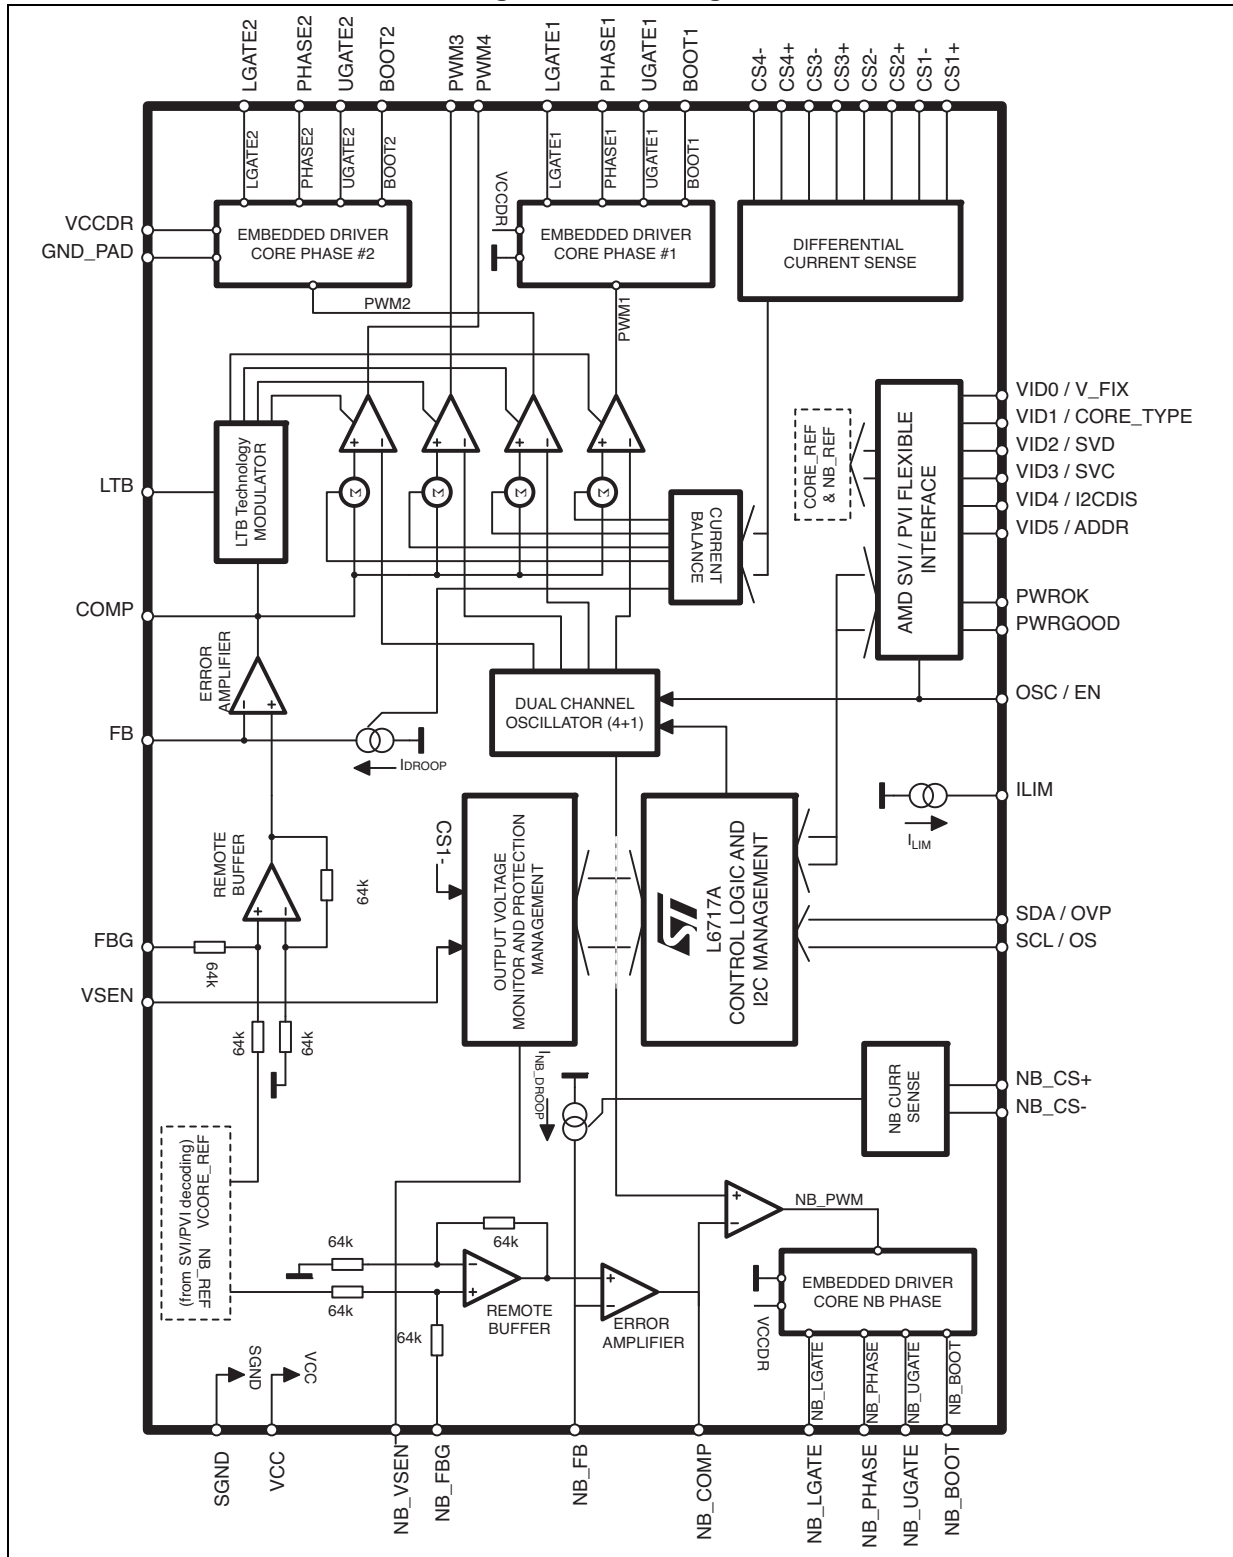 LGATE2
PHASE2
UGATE2
BOOT2
PWM3
PWM4
LGATE1
PHASE1
UGATE1
BOOT1
CS4-
CS4+
CS3-
CS3+
CS2-
CS2+
CS1-
CS1+
LGATE2
PHASE2
UGATE2
BOOT2
LGATE1
PHASE1
UGATE1
BOOT1
VCCDR
GND_PAD
EMBEDDED DRIVER
CORE PHASE #2
VCCDR
EMBEDDED DRIVER
CORE PHASE #1
DIFFERENTIAL
CURRENT SENSE
PWM2
PWM1
LTB
LTB Technology
MODULATOR
+
-
+
-
+
-
+
-
Σ
Σ
Σ
Σ
CURRENT
BALANCE
CORE_REF
& NB_REF
AMD SVI / PVI FLEXIBLE
INTERFACE
VID0 / V_FIX
VID1 / CORE_TYPE
VID2 / SVD
VID3 / SVC
VID4 / I2CDIS
VID5 / ADDR
PWROK
PWRGOOD
COMP
ERROR
AMPLIFIER
-
+
FB
IDROOP
DUAL CHANNEL
OSCILLATOR (4+1)
OSC / EN
ILIM
ILIM
REMOTE
BUFFER
64k
+
-
FBG
64k
VSEN
64k
64k
CS1-
OUTPUT VOLTAGE
MONITOR AND PROTECTION
MANAGEMENT
ST
L6717A
CONTROL LOGIC AND
I2C MANAGEMENT
SDA / OVP
SCL / OS
INB_DROOP
NB CURR
SENSE
NB_CS+
NB_CS-
(from SVI/PVI decoding)
NB_REF VCORE_REF
64k
64k
64k
-
+
REMOTE
BUFFER
64k
+
-
ERROR
AMPLIFIER
+
-
NB_PWM
EMBEDDED DRIVER
CORE NB PHASE
VCCDR
NB_LGATE
NB_PHASE
NB_UGATE
NB_BOOT
SGND
VCC
SGND
VCC
NB_VSEN
NB_FBG
NB_FB
NB_COMP
NB_LGATE
NB_PHASE
NB_UGATE
NB_BOOT